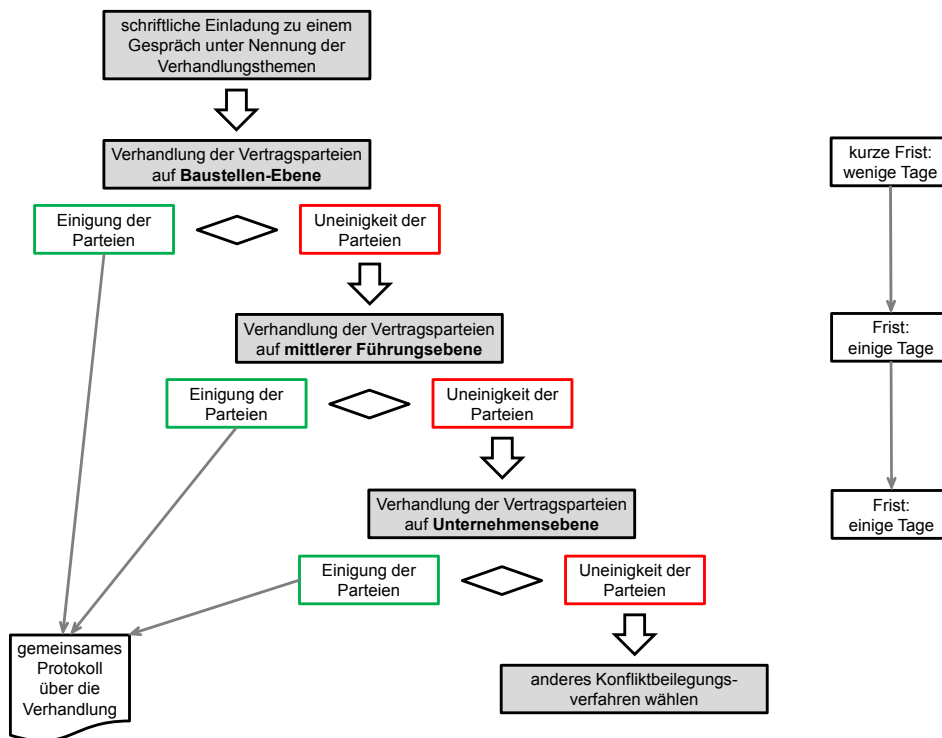 schriftliche Einladung zu einem
Gespräch unter Nennung der
Verhandlungsthemen
Verhandlung der Vertragsparteien
auf Baustellen-Ebene
kurze Frist:
wenige Tage
Einigung der
Parteien
Uneinigkeit der
Parteien
Verhandlung der Vertragsparteien
auf mittlerer Führungsebene
Frist:
einige Tage
Einigung der
Parteien
Uneinigkeit der
Parteien
Verhandlung der Vertragsparteien
auf Unternehmensebene
Frist:
einige Tage
Einigung der
Parteien
Uneinigkeit der
Parteien
gemeinsames
Protokoll
über die
Verhandlung
anderes Konfliktbeilegungs-
verfahren wählen